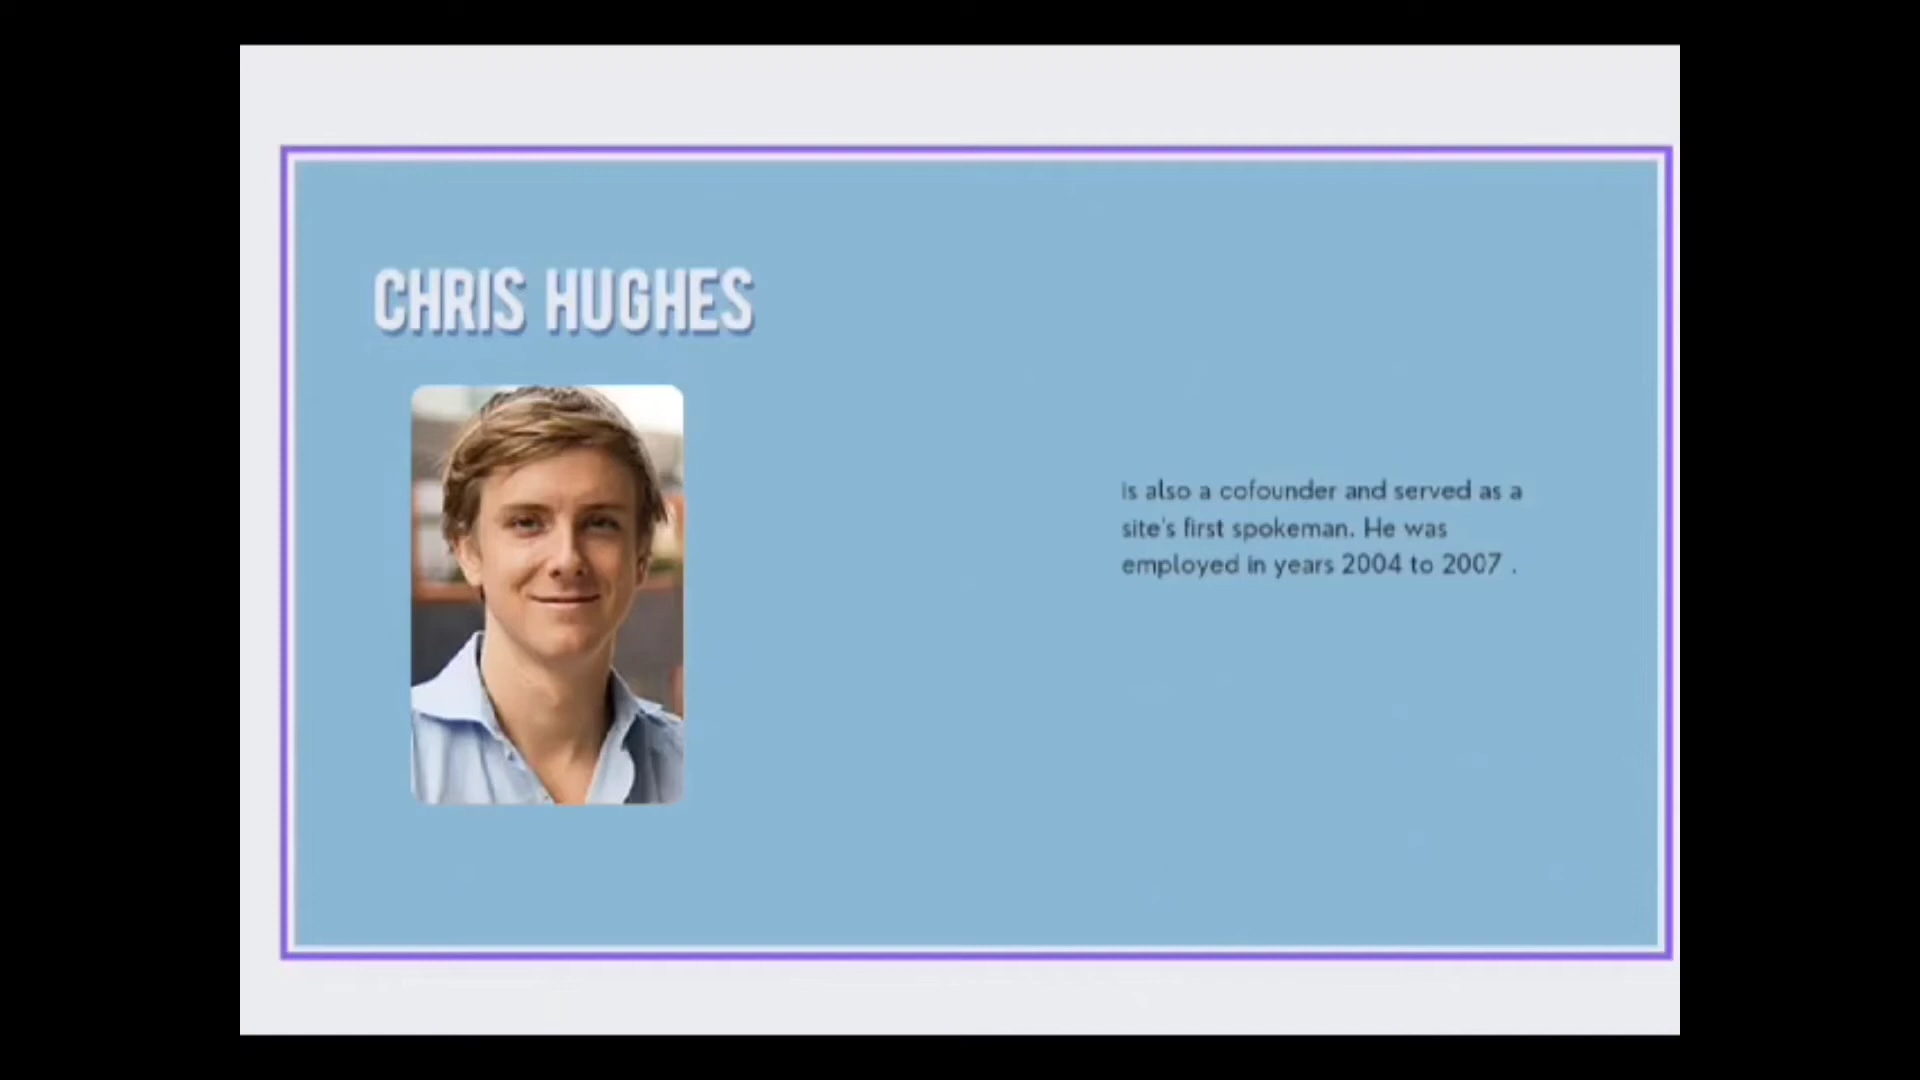 CHRIS HUGHES
is also a cofounder and served as a
site's first spokeman. He was
employed in years 2004 to 2007 .